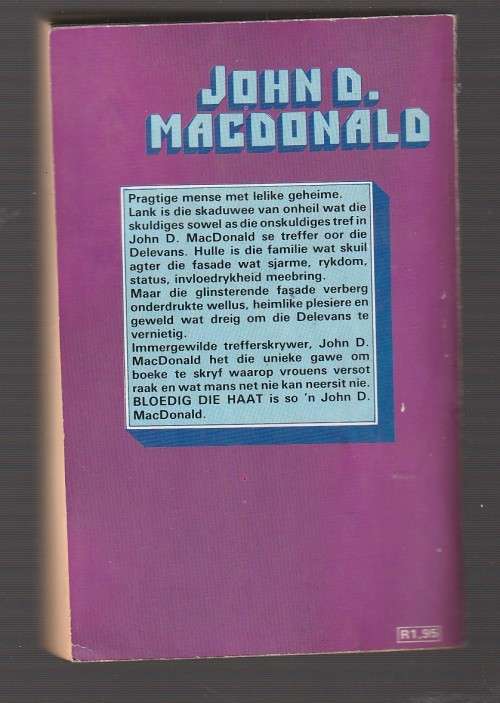 JOHN D.
MACDONALD
Pragtige mense met lelike geheime.
Lank is die skaduwee van onheil wat die
skuldiges sowel as die onskuldiges tref in
John D. MacDonald se treffer oor die
Delevans. Hulle is die familie wat skuil
agter die fasade wat sjarme, rykdom,
status, invloedrykheid meebring.
Maar die glinsterende façade verberg
onderdrukte wellus, heimlike plesiere en
geweld wat dreig om die Delevans te
vernietig.
Immergewilde trefferskrywer, John D.
MacDonald het die unieke gawe om
boeke te skryf waarop vrouens versot
raak en wat mans net nie kan neersit nie.
BLOEDIG DIE HAAT is so 'n John D.
MacDonald.
R1,95